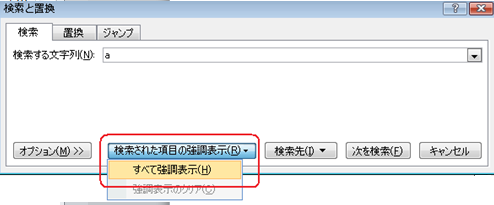 検索と置換
検索 置換 ジャンプ
検索する文字列(N): a
オプション(M) >> 検索された項目の強調表示(R) 検索先(I) 次を検索(F) キャンセル
すべて強調表示(H)
強調表示のクリア(C)